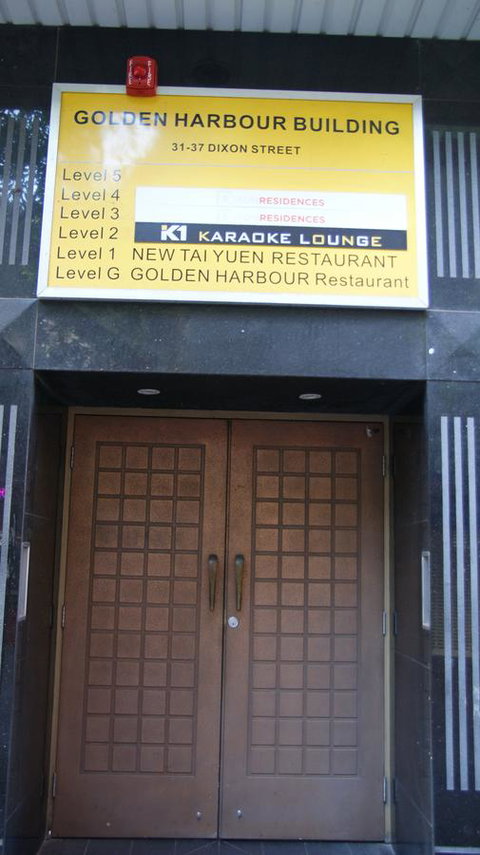 GOLDEN HARBOUR BUILDING
31-37 DIXON STREET
Level 5
Level 4 RESIDENCES
Level 3 RESIDENCES
Level 2 K1 KARAOKE LOUNGE
Level 1 NEW TAI YUEN RESTAURANT
Level G GOLDEN HARBOUR Restaurant